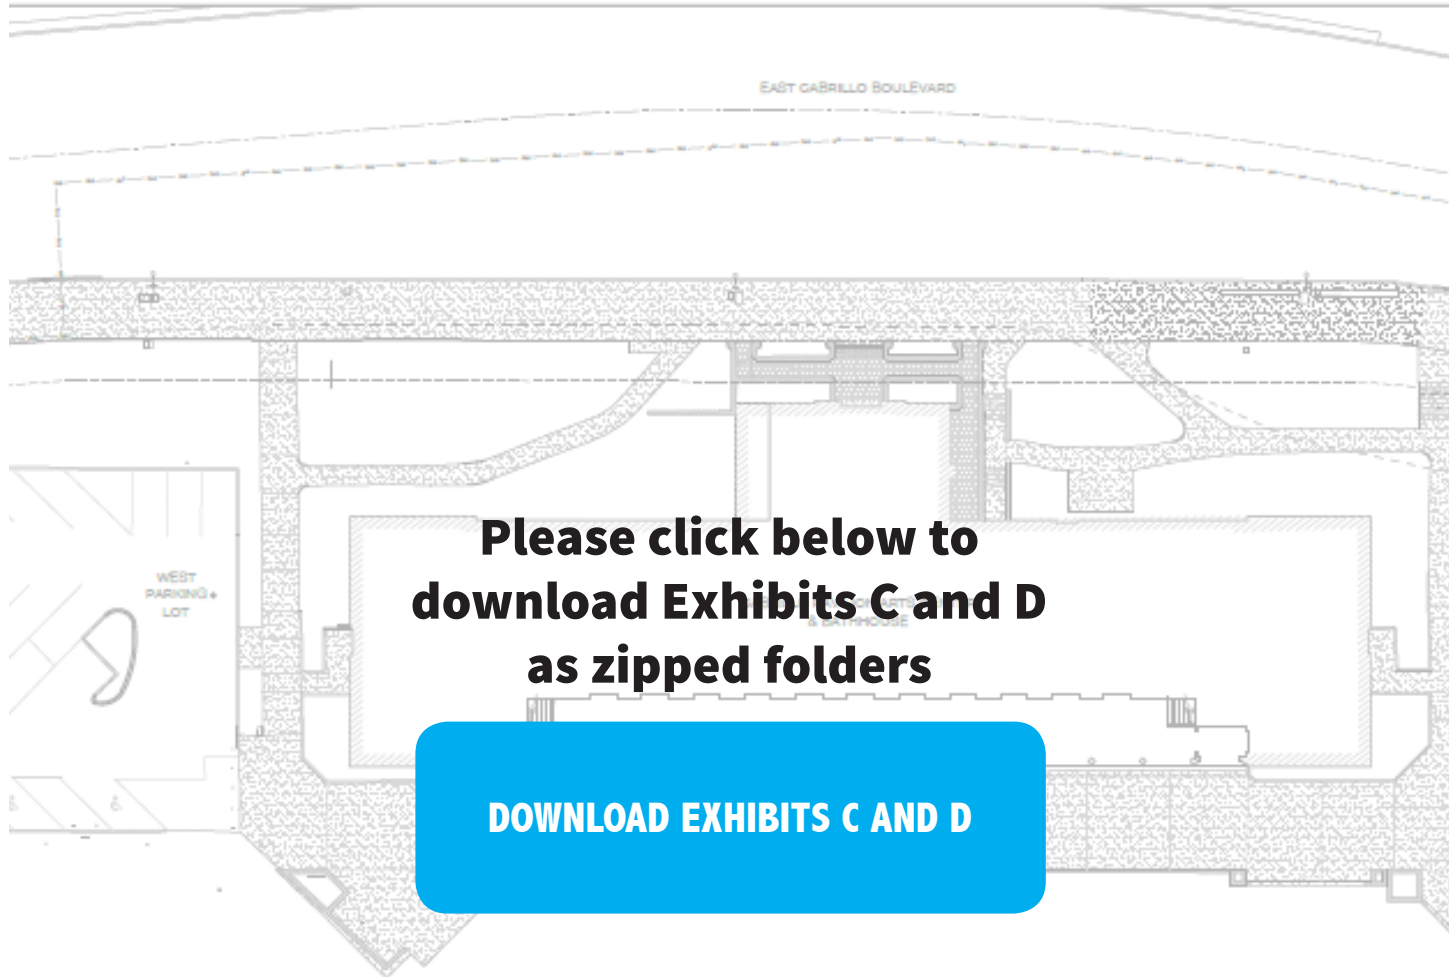 EAST CABRILLO BOULEVARD
Please click below to
WEST
PARKING
LOT
download Exhibits C and D
& BATHHOUSE
as zipped folders
DOWNLOAD EXHIBITS C AND D